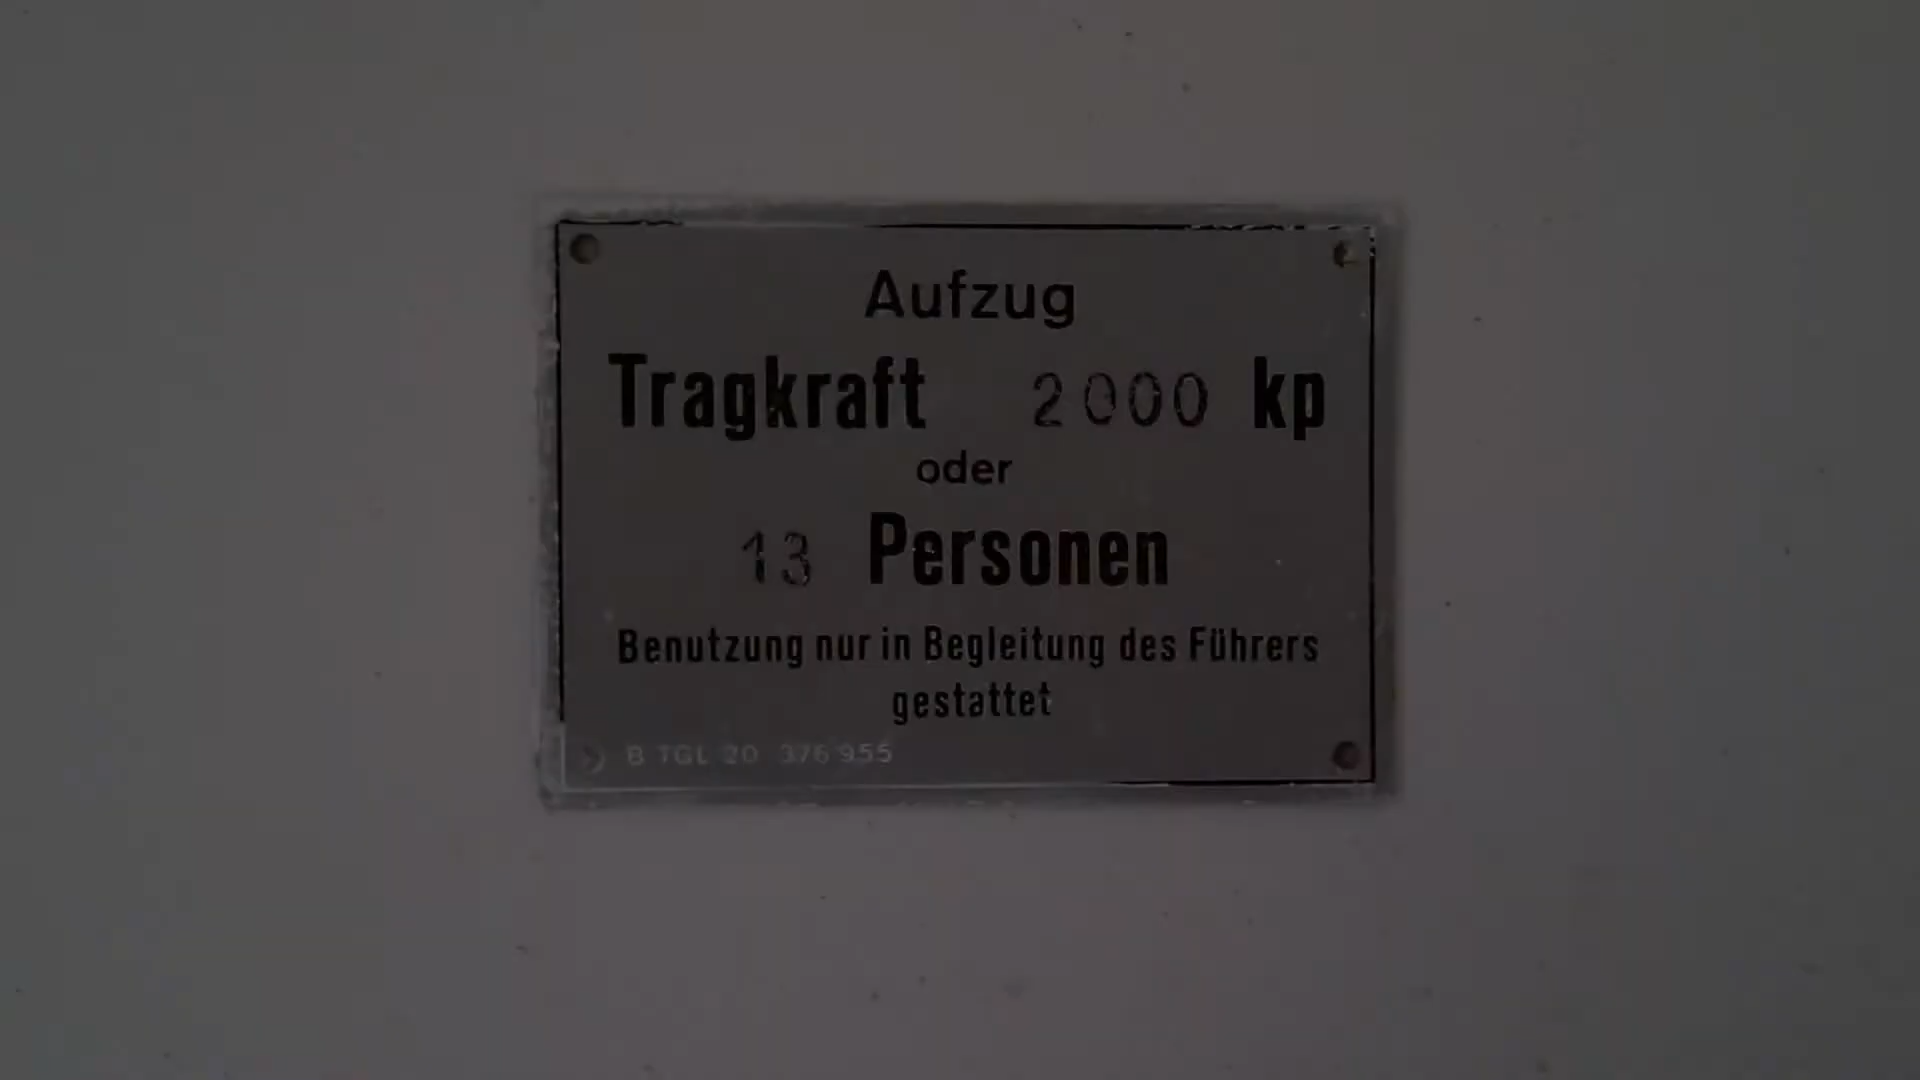 Aufzug
Tragkraft 2000 kp
oder
13 Personen
Benutzung nur in Begleitung des Führers
gestattet
B TGL 20 376 955